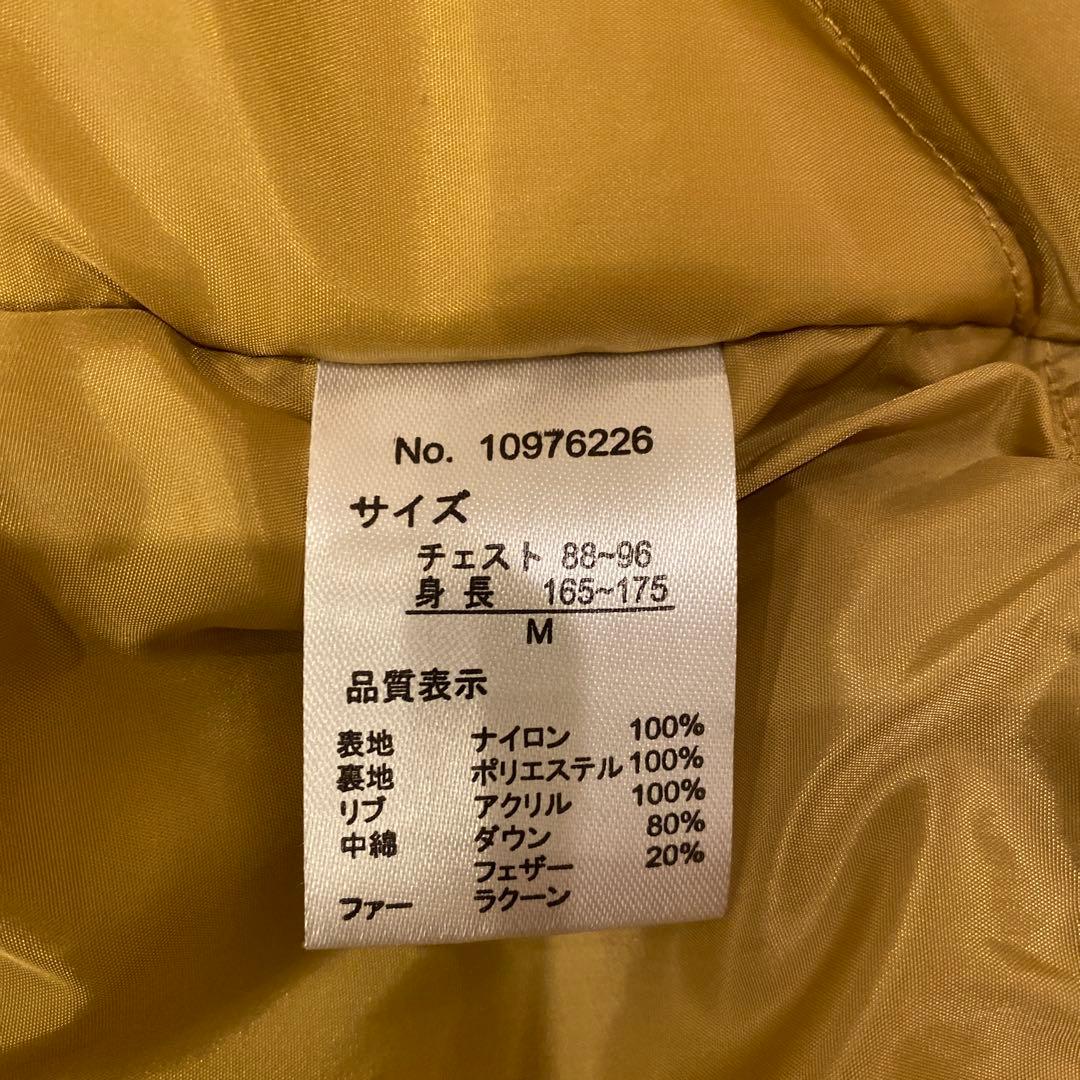 No. 10976226
サイズ
チェスト 88~96
身長 165~175
M
品質表示
表地 ナイロン 100%
裏地 ポリエステル 100%
リブ アクリル 100%
中綿 ダウン 80%
フェザー 20%
ファー ラクーン